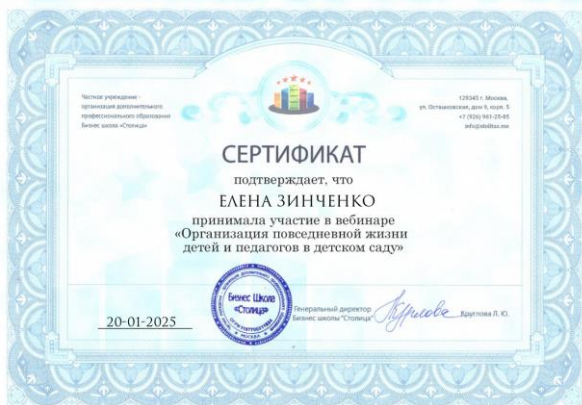 Частное учреждение -
организация дополнительного
профессионального образования
Бизнес школа «Столица»
129345 г. Москва,
ул. Осташковская, дом 9, корп. 5
+7 (926) 961-20-85
СЕРТИФИКАТ
подтверждает, что
ЕЛЕНА ЗИНЧЕНКО
принимала участие в вебинаре
«Организация повседневной жизни
детей и педагогов в детском саду»
Бизнес Школа
«Столица»
МОСКВА
20-01-2025
Генеральный директор
Бизнес школы "Столица"
Круглова Л. Ю.